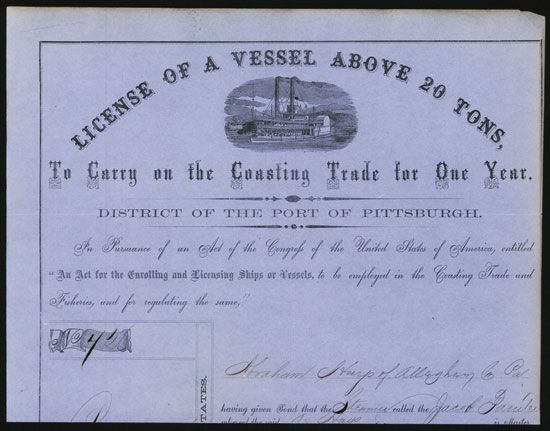 LICENSE OF A VESSEL ABOVE 20 TONS,
To Carry on the Coasting Trade for One Year.
DISTRICT OF THE PORT OF PITTSBURGH.
In Pursuance of an Act of the Congress of the United States of America, entitled
"An Act for the Enrolling and Licensing Ships or Vessels, to be employed in the Coasting Trade and
Fisheries, and for regulating the same,"
No 4
TATES.
Abraham of Allegheny Co Pa
having given Bond that the Steamer called the Jacob